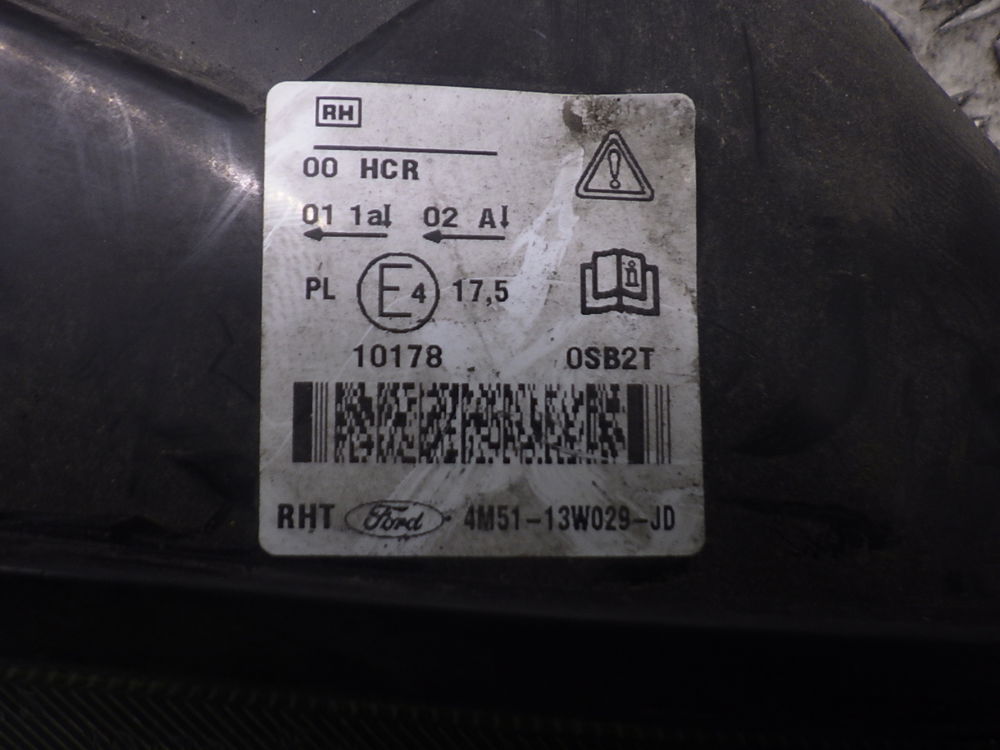 RH
00 HCR
01 1a 02 A
PL E4 17,5
10178 0SB2T
RHT Ford 4M51-13W029-JD